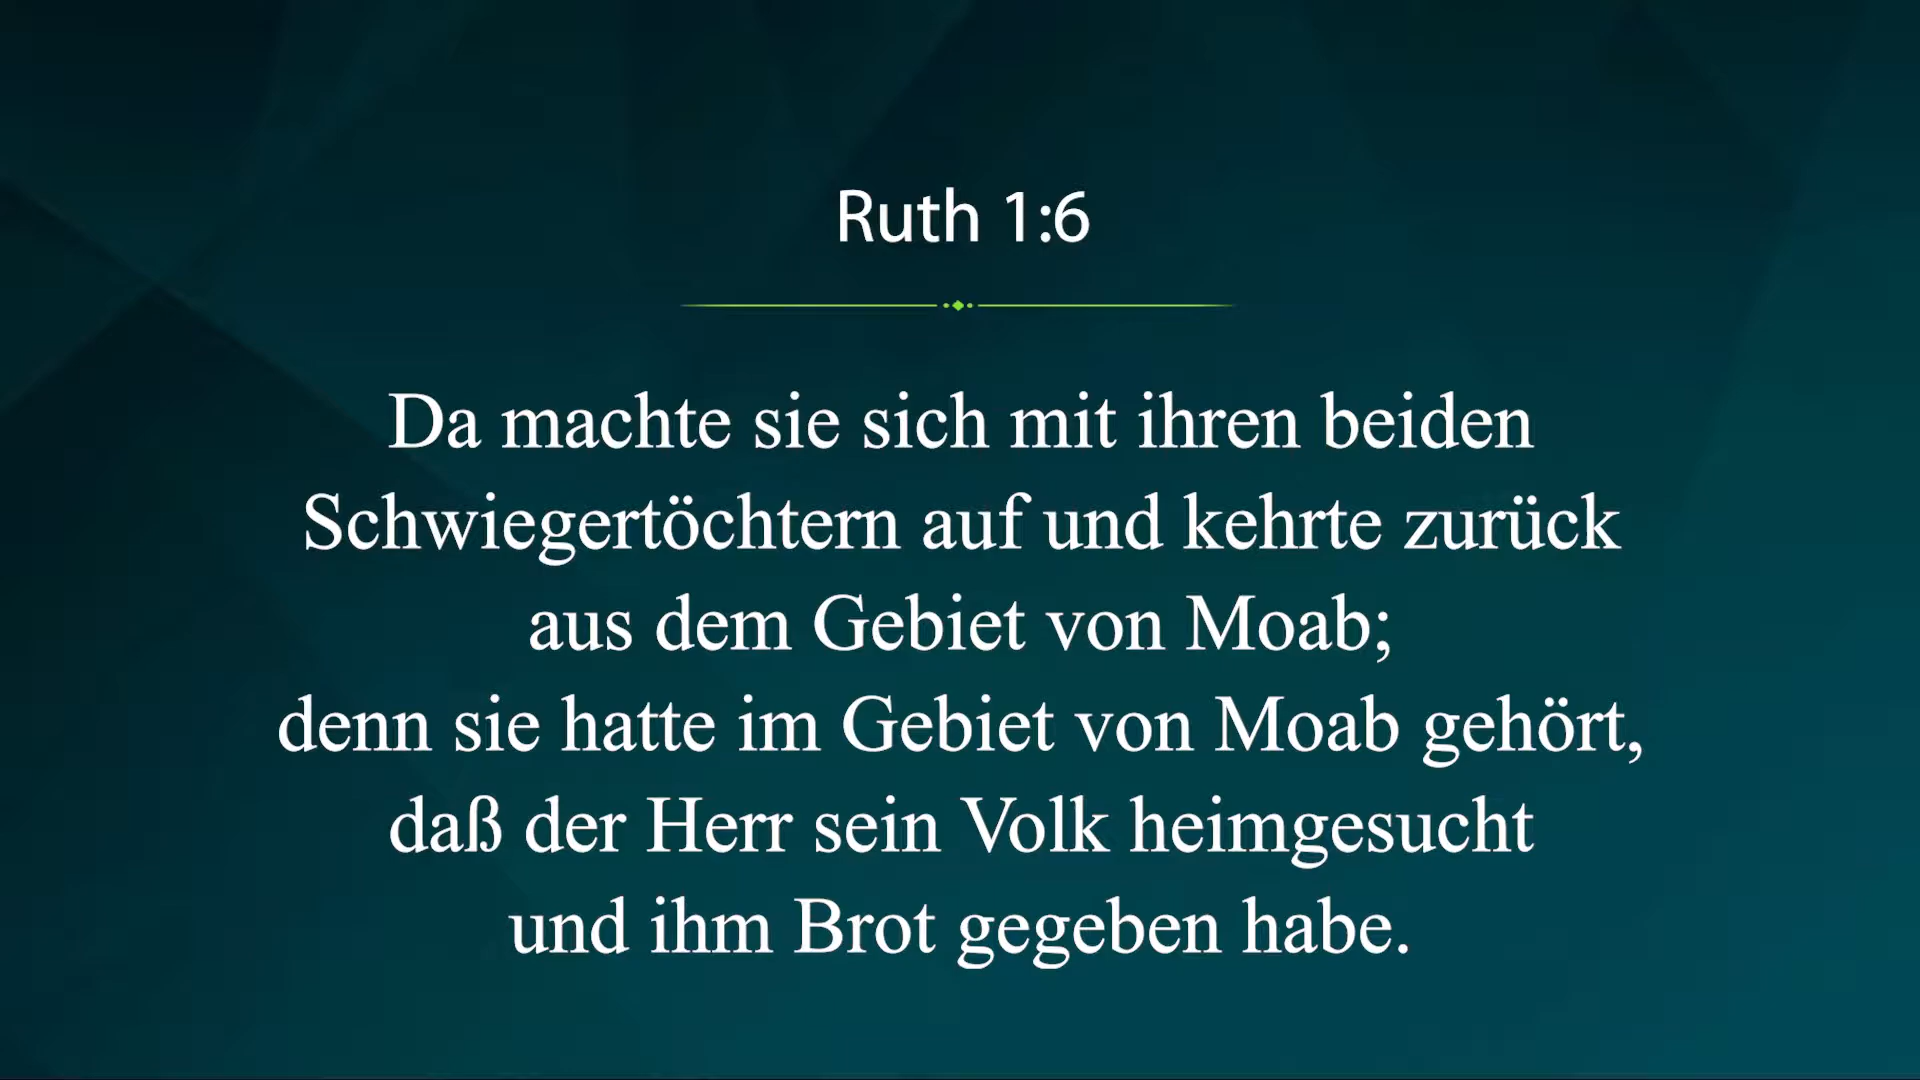 Ruth 1:6
Da machte sie sich mit ihren beiden
Schwiegertöchtern auf und kehrte zurück
aus dem Gebiet von Moab;
denn sie hatte im Gebiet von Moab gehört,
daß der Herr sein Volk heimgesucht
und ihm Brot gegeben habe.